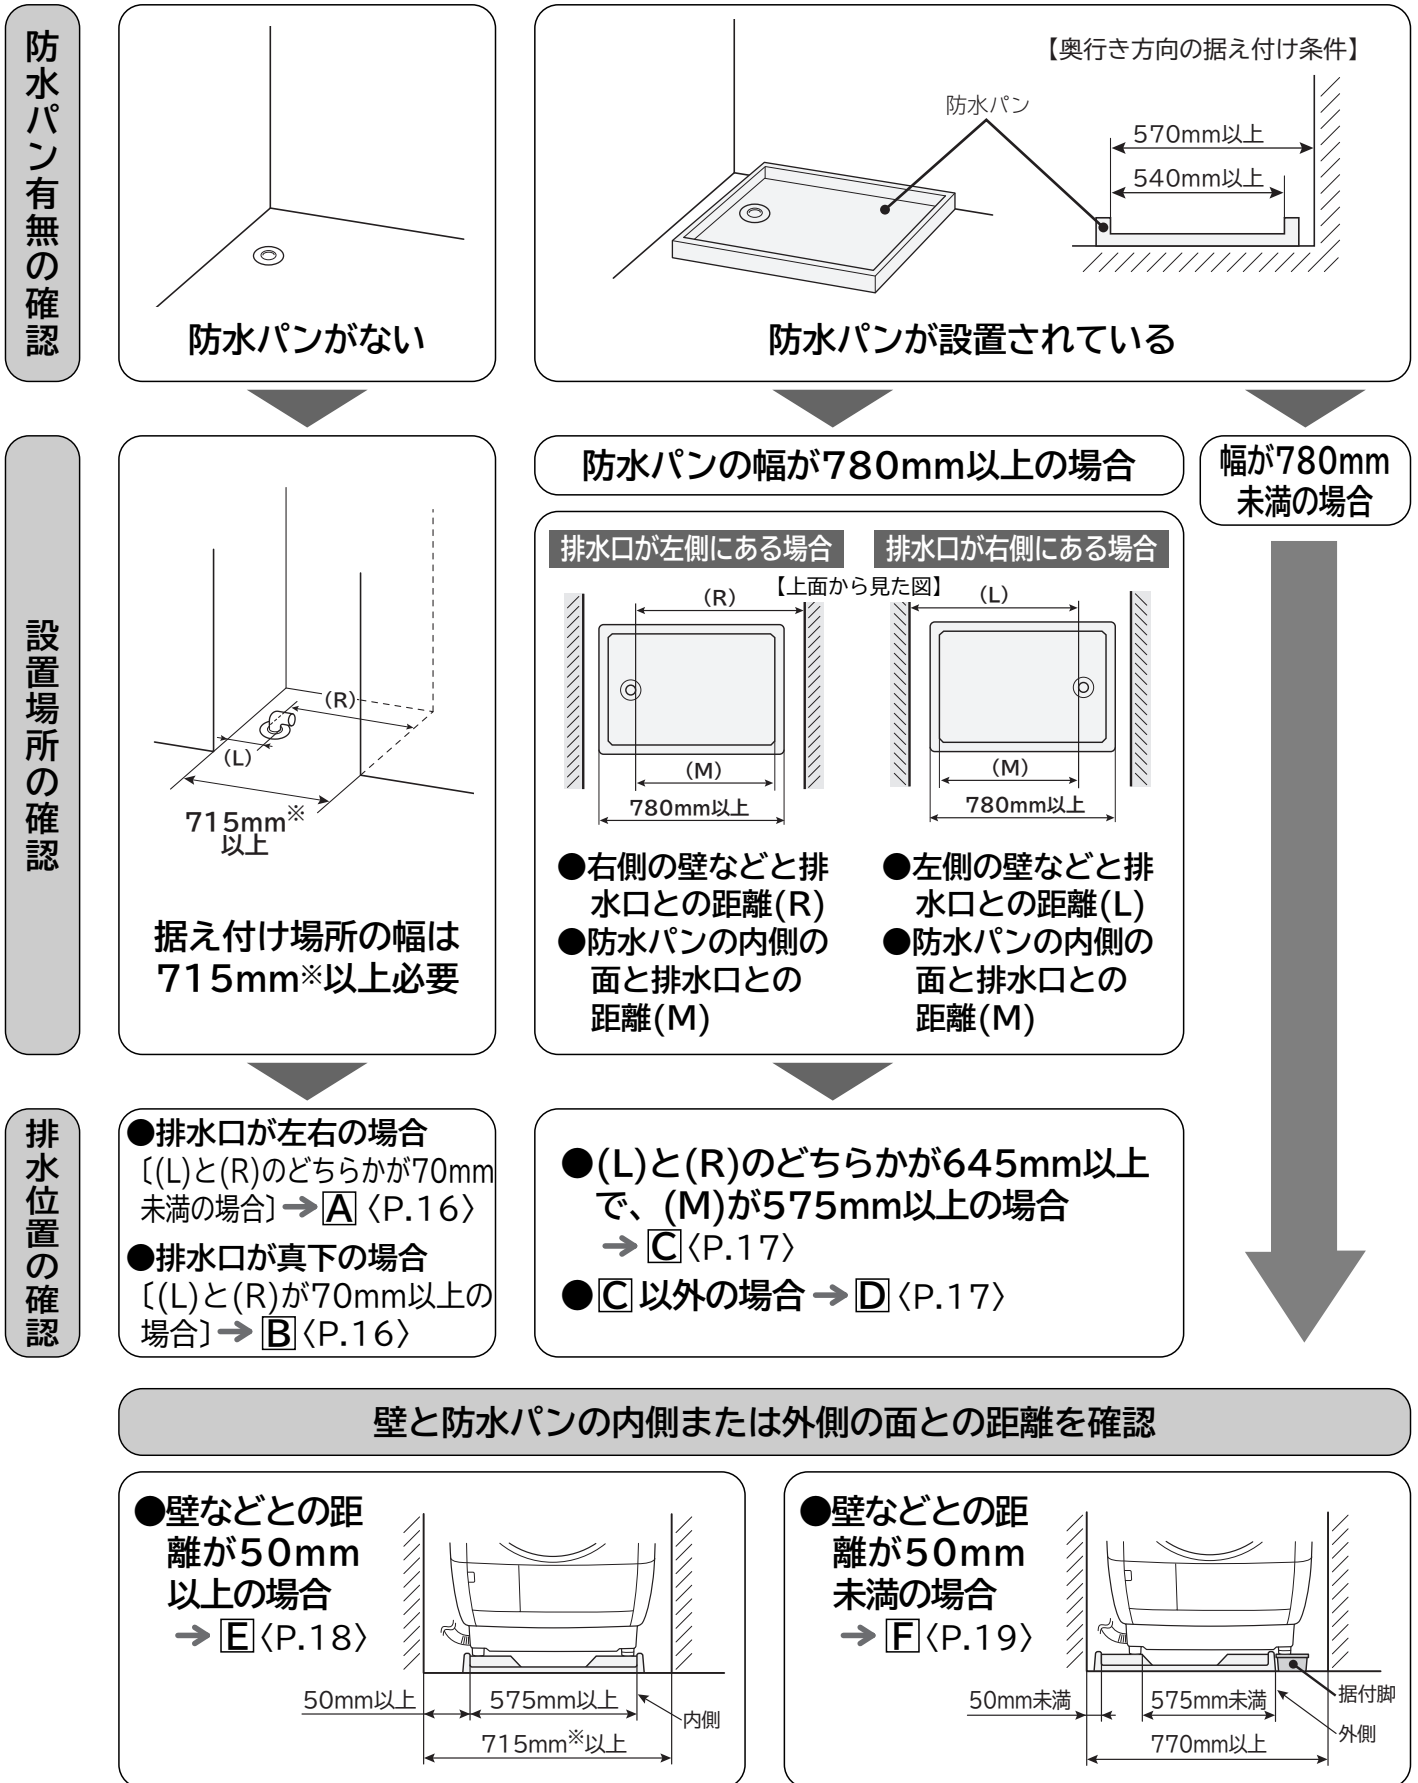 防水パン有無の確認
防水パンがない
【奥行き方向の据え付け条件】
防水パン
570mm以上
540mm以上
防水パンが設置されている
設置場所の確認
(R)
(L)
715mm※
以上
据え付け場所の幅は
715mm※以上必要
防水パンの幅が780mm以上の場合
排水口が左側にある場合
排水口が右側にある場合
【上面から見た図】
(R)
(L)
(M)
(M)
780mm以上
780mm以上
●右側の壁などと排
水口との距離(R)
●防水パンの内側の
面と排水口との
距離(M)
●左側の壁などと排
水口との距離(L)
●防水パンの内側の
面と排水口との
距離(M)
幅が780mm
未満の場合
排水位置の確認
●排水口が左右の場合
〔(L)と(R)のどちらかが70mm
未満の場合〕→A〈P.16〉
●排水口が真下の場合
〔(L)と(R)が70mm以上の
場合〕→B〈P.16〉
●(L)と(R)のどちらかが645mm以上
で、(M)が575mm以上の場合
→C〈P.17〉
●C以外の場合→D〈P.17〉
壁と防水パンの内側または外側の面との距離を確認
●壁などとの距
離が50mm
以上の場合
→E〈P.18〉
50mm以上
575mm以上
内側
715mm※以上
●壁などとの距
離が50mm
未満の場合
→F〈P.19〉
50mm未満
575mm未満
据付脚
外側
770mm以上